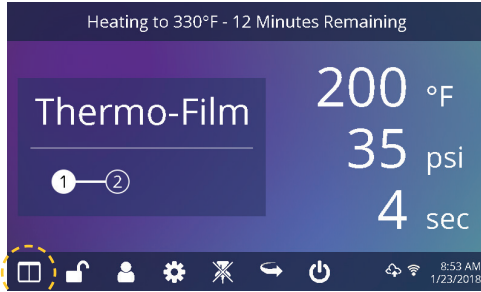 Heating to 330°F - 12 Minutes Remaining
Thermo-Film
1 2
200 °F
35 psi
4 sec
8:53 AM
1/23/2018